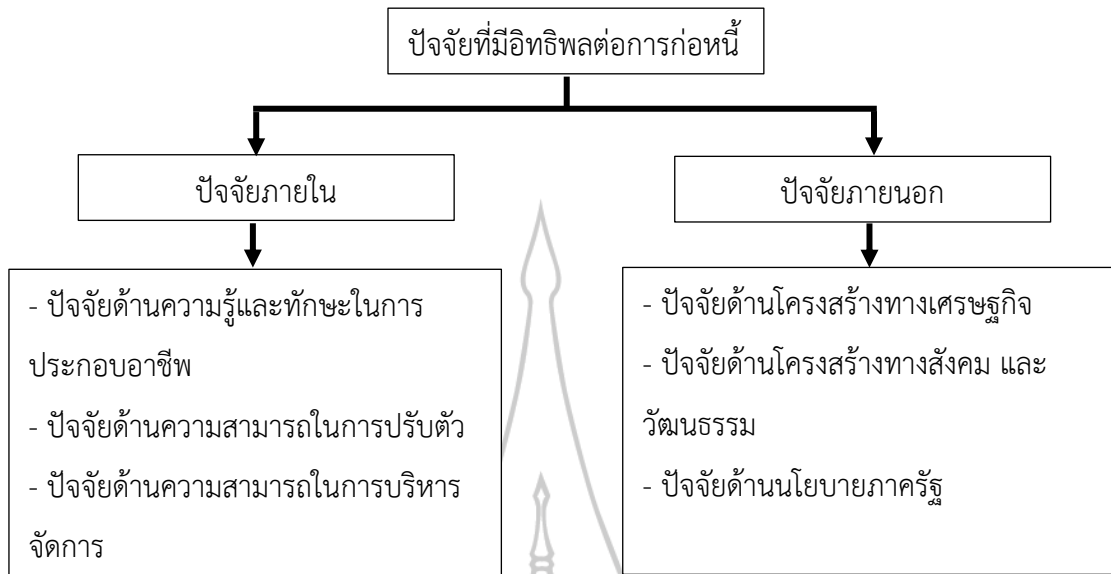 ปัจจัยที่มีอิทธิพลต่อการก่อหนี้
ปัจจัยภายใน
ปัจจัยภายนอก
- ปัจจัยด้านความรู้และทักษะในการ
ประกอบอาชีพ
- ปัจจัยด้านความสามารถในการปรับตัว
- ปัจจัยด้านความสามารถในการบริหาร
จัดการ
- ปัจจัยด้านโครงสร้างทางเศรษฐกิจ
- ปัจจัยด้านโครงสร้างทางสังคม และ
วัฒนธรรม
- ปัจจัยด้านนโยบายภาครัฐ